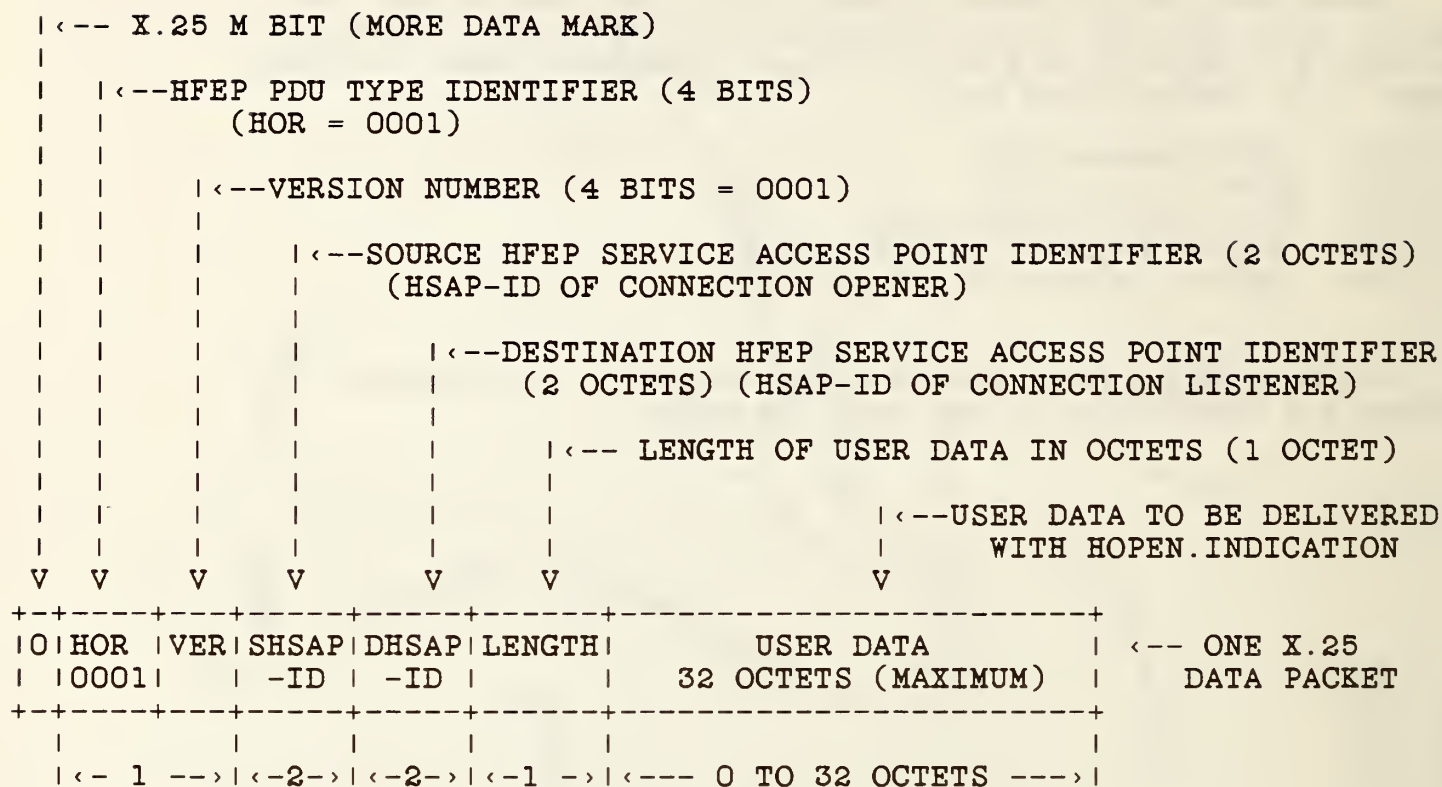 |<-- X.25 M BIT (MORE DATA MARK)
|<--HFEP PDU TYPE IDENTIFIER (4 BITS)
(HOR = 0001)
|<--VERSION NUMBER (4 BITS = 0001)
|<--SOURCE HFEP SERVICE ACCESS POINT IDENTIFIER (2 OCTETS)
(HSAP-ID OF CONNECTION OPENER)
|<--DESTINATION HFEP SERVICE ACCESS POINT IDENTIFIER
(2 OCTETS) (HSAP-ID OF CONNECTION LISTENER)
|<-- LENGTH OF USER DATA IN OCTETS (1 OCTET)
|<--USER DATA TO BE DELIVERED
WITH HOPEN.INDICATION
V V V V V V V
+-+----+---+-----+-----+------+------------------------+
|0|HOR |VER|SHSAP|DHSAP|LENGTH| USER DATA | <-- ONE X.25
| |0001| | -ID | -ID | | 32 OCTETS (MAXIMUM) | DATA PACKET
+-+----+---+-----+-----+------+------------------------+
| | | | | |
|<- 1 -->|<-2->|<-2->|<-1 ->|<--- 0 TO 32 OCTETS --->|